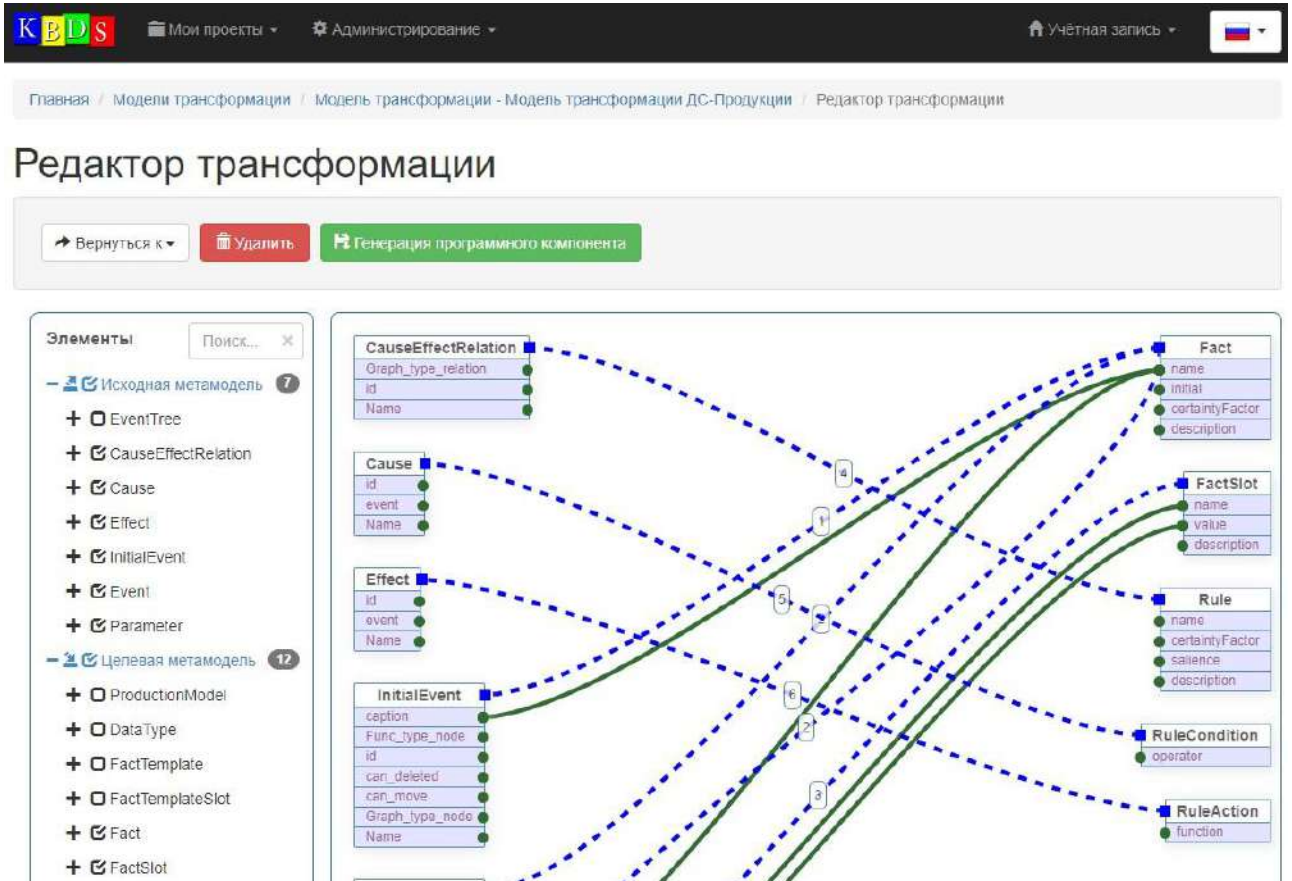 KBDS Мои проекты Администрирование Учётная запись
Главная / Модели трансформации / Модель трансформации - Модель трансформации ДС-Продукции / Редактор трансформации
Редактор трансформации
Вернуться к Удалить Генерация программного компонента
Элементы Поиск...
Исходная метамодель 7
EventTree
CauseEffectRelation
Cause
Effect
InitialEvent
Event
Parameter
Целевая метамодель 12
ProductionModel
DataType
FactTemplate
FactTemplateSlot
Fact
FactSlot
CauseEffectRelation
Graph_type_relation
id
Name
Cause
id
event
Name
Effect
id
event
Name
InitialEvent
caption
Func_type_node
id
can_deleted
can_move
Graph_type_node
Name
4
1
5
6
2
3
Fact
name
initial
certaintyFactor
description
FactSlot
name
value
description
Rule
name
certaintyFactor
salience
description
RuleCondition
operator
RuleAction
function